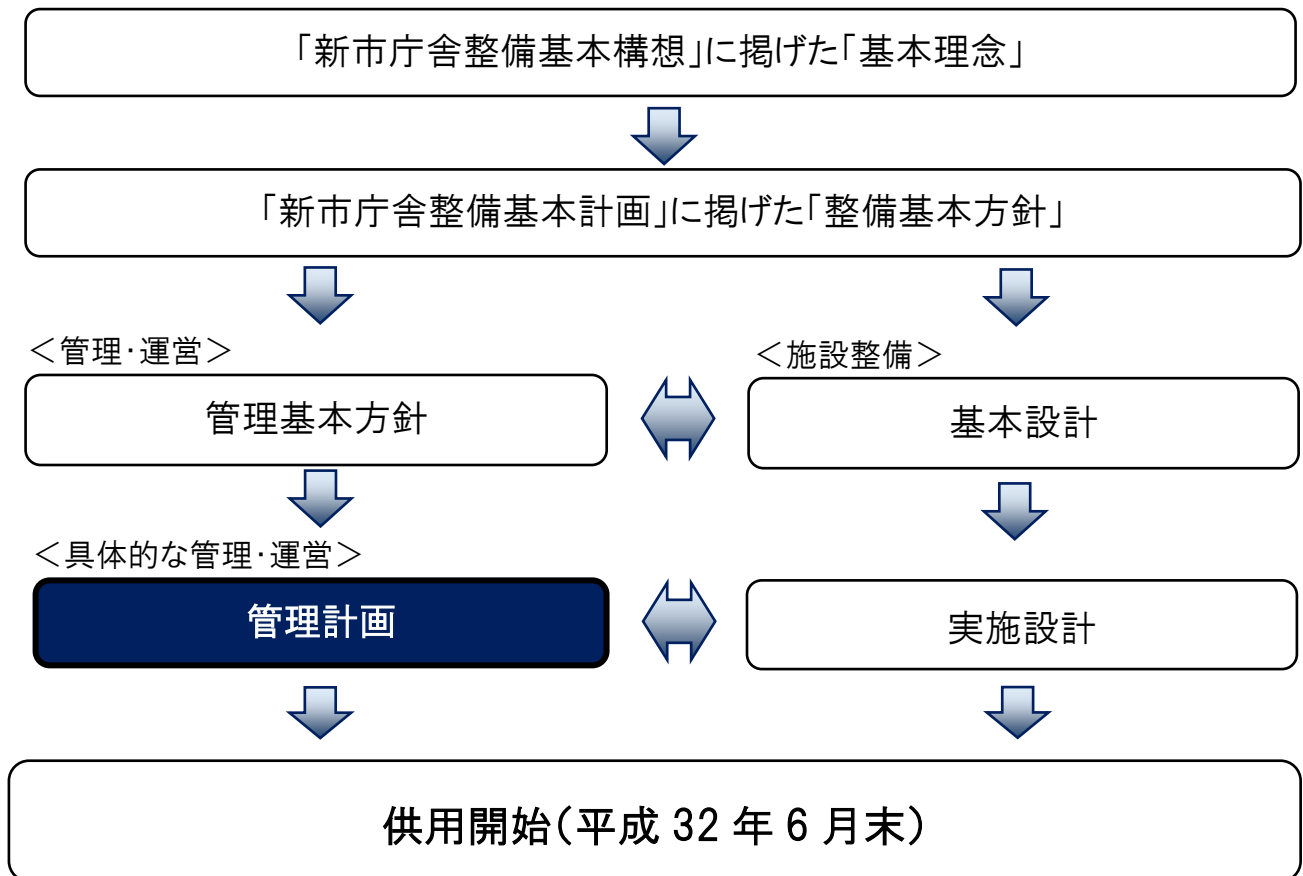 「新市庁舎整備基本構想」に掲げた「基本理念」
「新市庁舎整備基本計画」に掲げた「整備基本方針」
＜管理・運営＞
管理基本方針
＜施設整備＞
基本設計
＜具体的な管理・運営＞
管理計画
実施設計
供用開始（平成 32 年 6 月末）